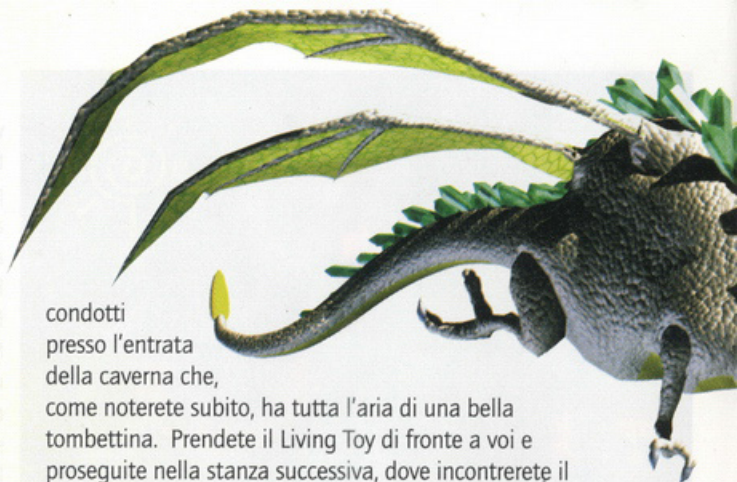 condotti
presso l'entrata
della caverna che,
come noterete subito, ha tutta l'aria di una bella
tombettina. Prendete il Living Toy di fronte a voi e
proseguite nella stanza successiva, dove incontrerete il